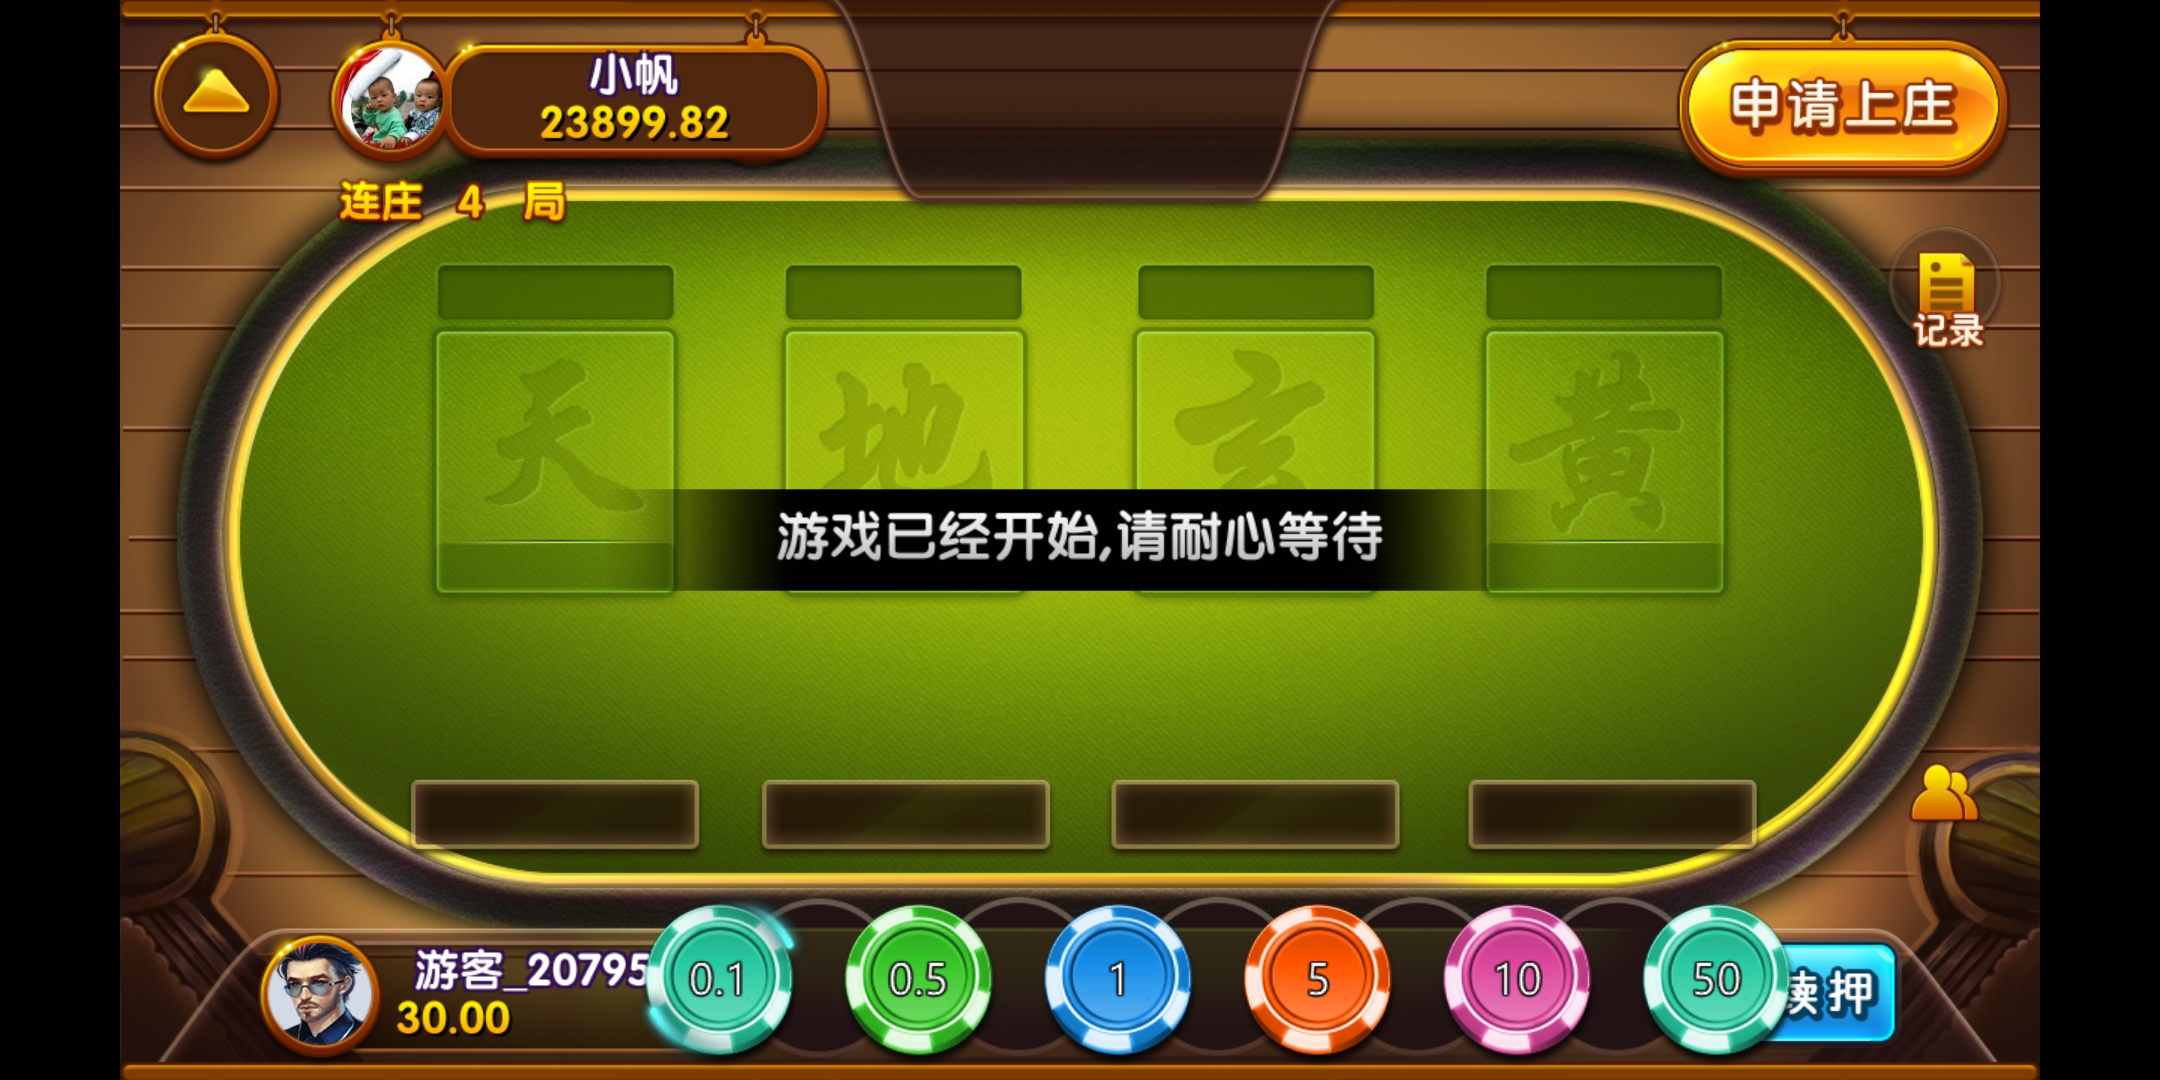 小帆
23899.82
申请上庄
连庄 4 局
记录
天 地 玄 黄
游戏已经开始,请耐心等待
游客_20795
30.00
0.1 0.5 1 5 10 50
续押